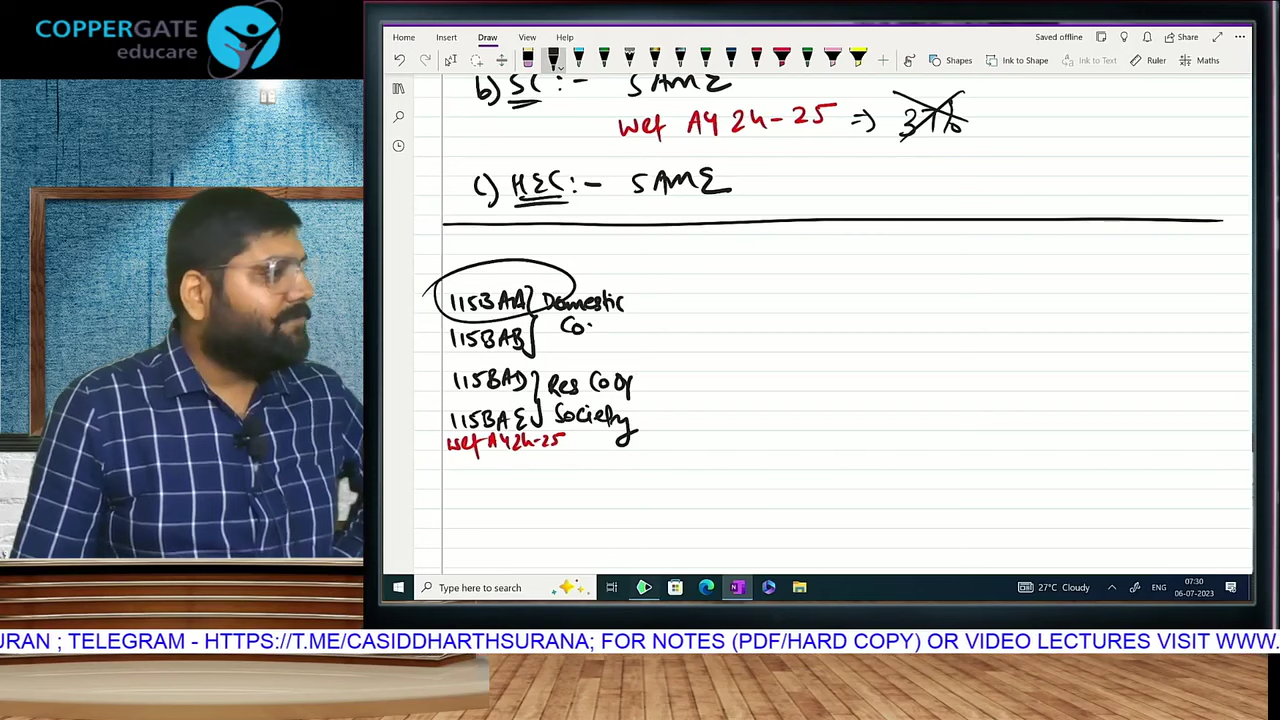 COPPERGATE
educare
Home Insert Draw View Help
Saved offline
Share
Shapes
Ink to Shape
Ink to Text
Ruler
Maths
b) SC :- SAME
wef AY 24-25 => 37%
c) HEC :- SAME
115BAA Domestic
115BAB Co.
115BAD Res CoOp
115BAE Society
wef AY 24-25
Type here to search
27°C Cloudy
ENG
07:30
06-07-2023
URAN ; TELEGRAM - HTTPS://T.ME/CASIDDHARTHSURANA; FOR NOTES (PDF/HARD COPY) OR VIDEO LECTURES VISIT WWW.